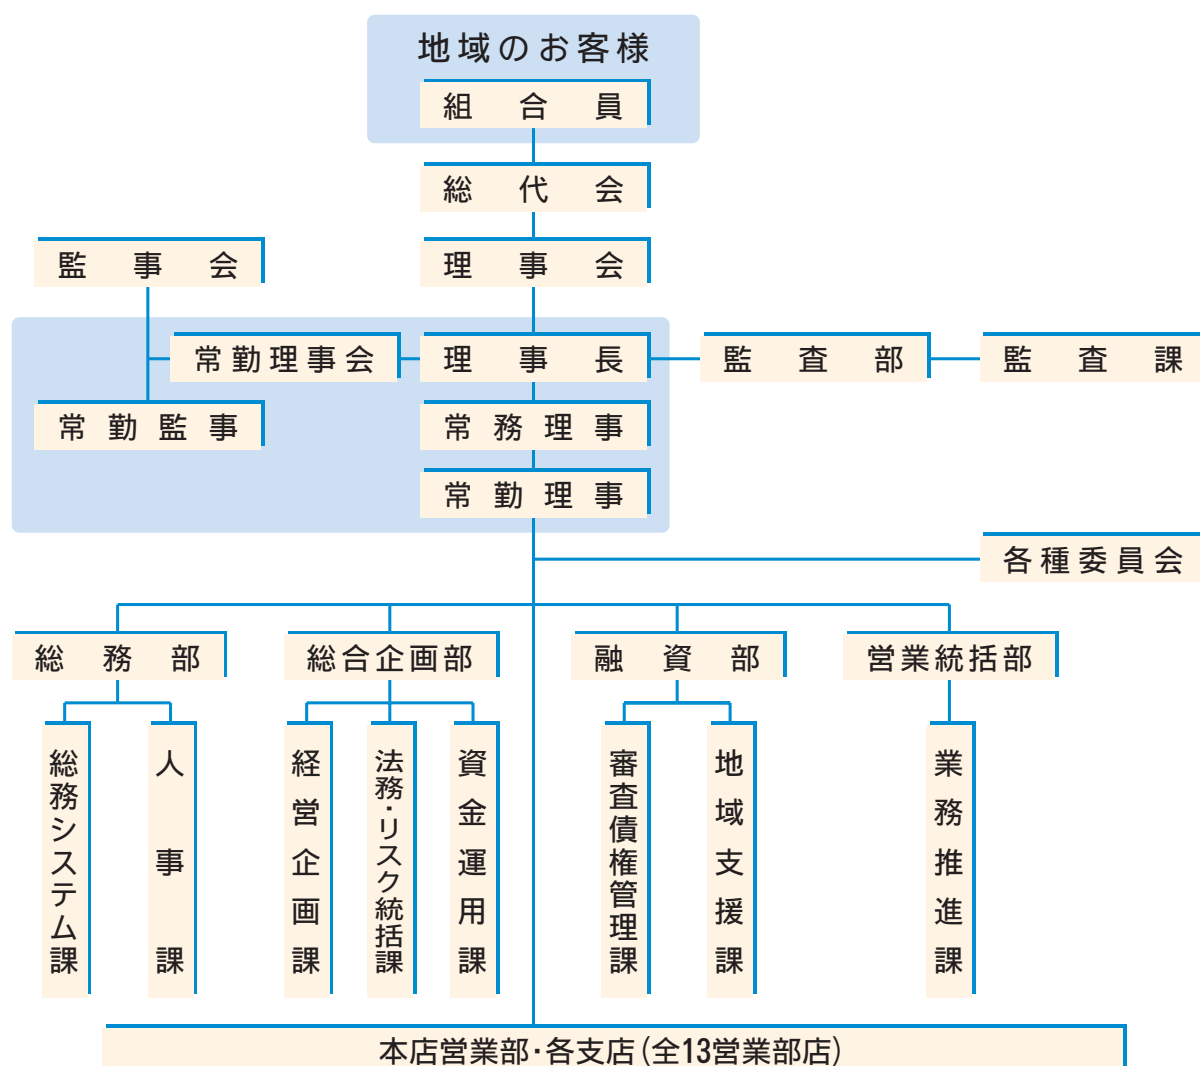 地域のお客様
組合員
総代会
監事会
理事会
常勤理事会
理事長
監査部
監査課
常勤監事
常務理事
常勤理事
各種委員会
総務部
総合企画部
融資部
営業統括部
総務システム課
人事課
経営企画課
法務・リスク統括課
資金運用課
審査債権管理課
地域支援課
業務推進課
本店営業部・各支店(全13営業部店)